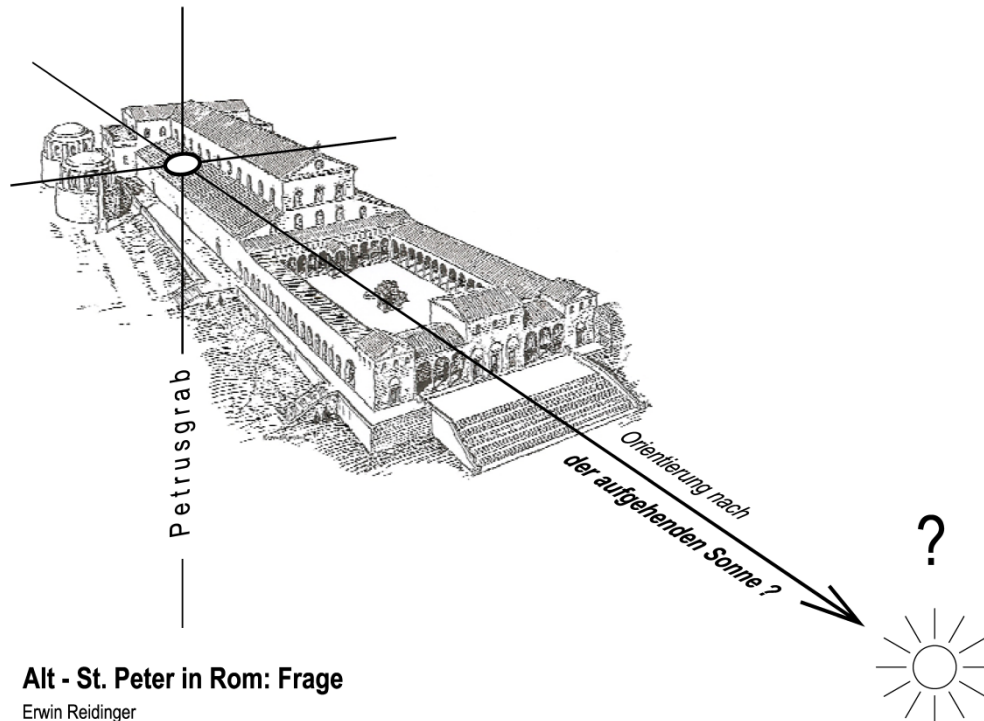 Petrusgrab
Orientierung nach
der aufgehenden Sonne ?
?
Alt - St. Peter in Rom: Frage
Erwin Reidinger